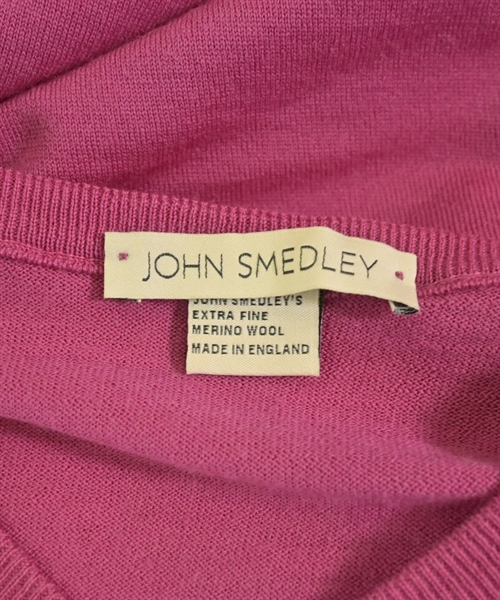 JOHN SMEDLEY
JOHN SMEDLEY'S
EXTRA FINE
MERINO WOOL
MADE IN ENGLAND